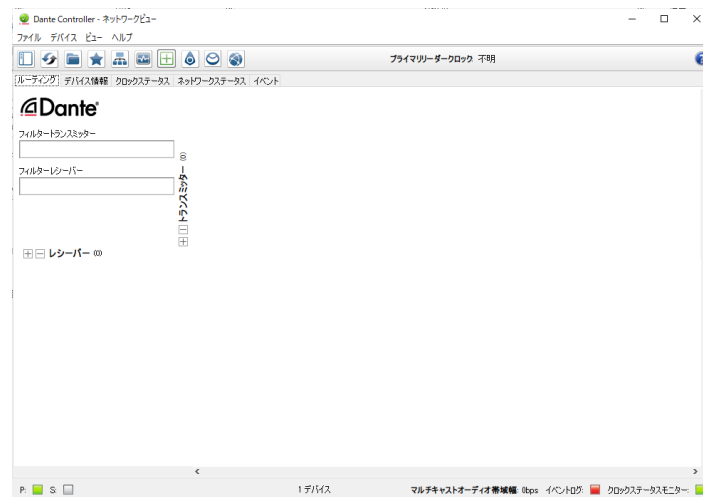 Dante Controller - ネットワークビュー
ファイル デバイス ビュー ヘルプ
プライマリリーダークロック: 不明
ルーティング デバイス情報 クロックステータス ネットワークステータス イベント
Dante
フィルタートランスミッター
フィルターレシーバー
トランスミッター (0)
レシーバー (0)
P: S: 1 デバイス マルチキャストオーディオ帯域幅: 0bps イベントログ: クロックステータスモニター: